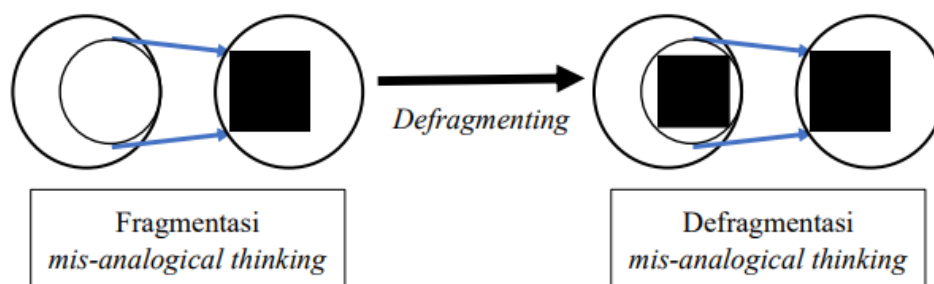 Defragmenting
Fragmentasi
mis-analogical thinking
Defragmentasi
mis-analogical thinking